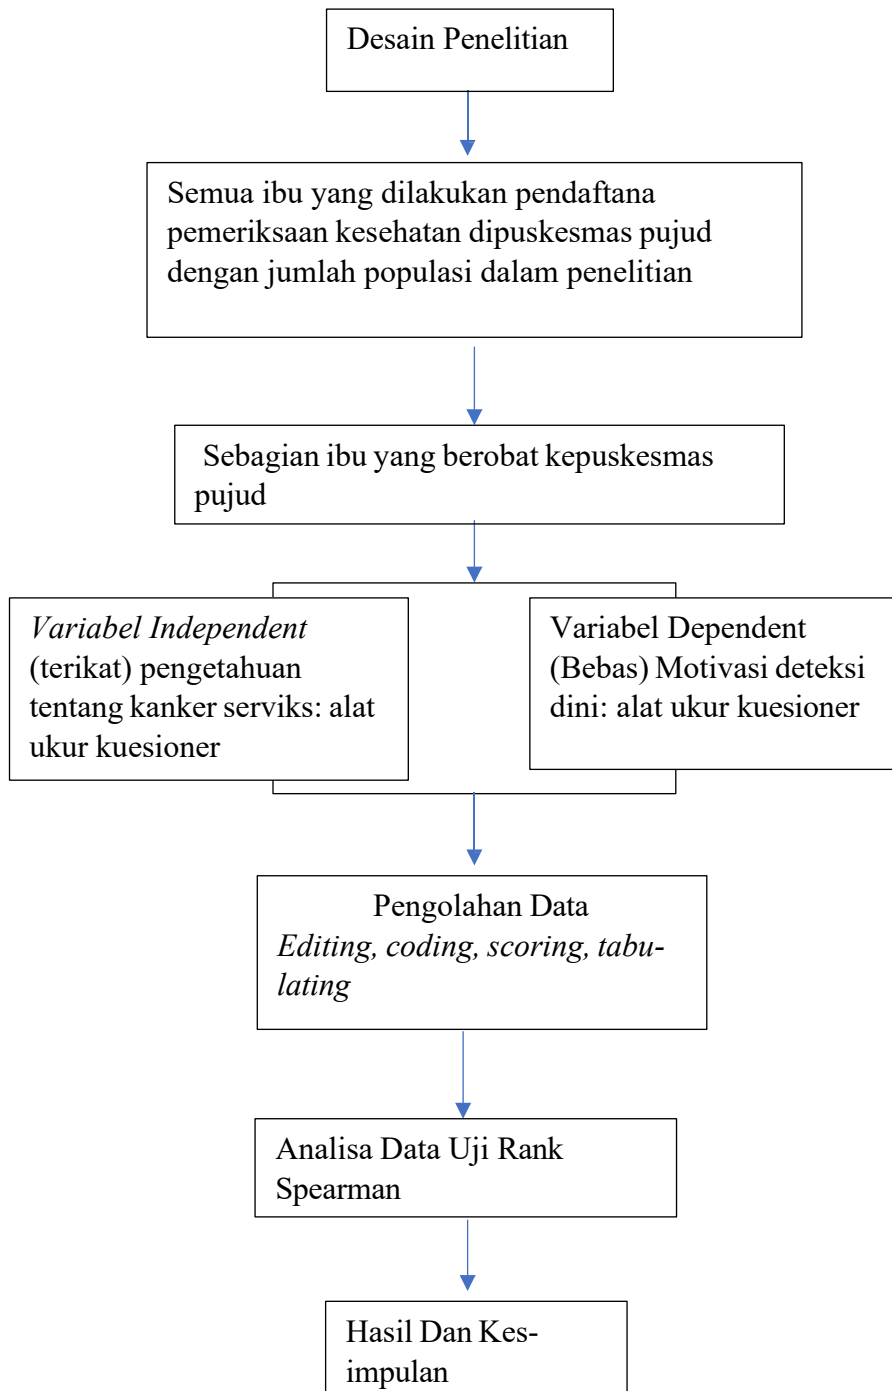 Desain Penelitian
Semua ibu yang dilakukan pendaftana
pemeriksaan kesehatan dipuskesmas pujud
dengan jumlah populasi dalam penelitian
Sebagian ibu yang berobat kepuskesmas
pujud
Variabel Independent
(terikat) pengetahuan
tentang kanker serviks: alat
ukur kuesioner
Variabel Dependent
(Bebas) Motivasi deteksi
dini: alat ukur kuesioner
Pengolahan Data
Editing, coding, scoring, tabu-
lating
Analisa Data Uji Rank
Spearman
Hasil Dan Kes-
impulan